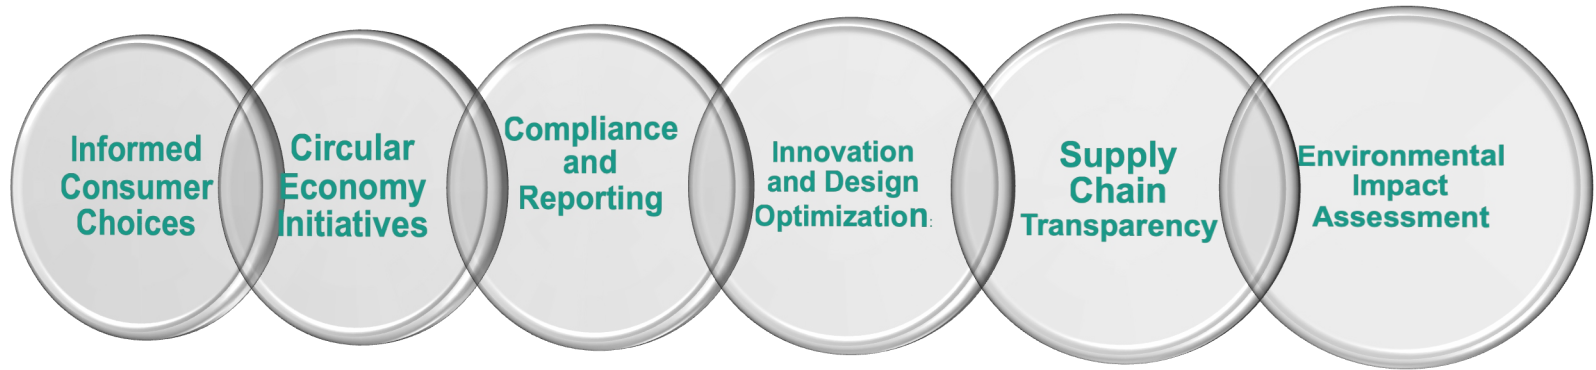 Informed
Consumer
Choices
Circular
Economy
Initiatives
Compliance
and
Reporting
Innovation
and Design
Optimization:
Supply
Chain
Transparency
Environmental
Impact
Assessment